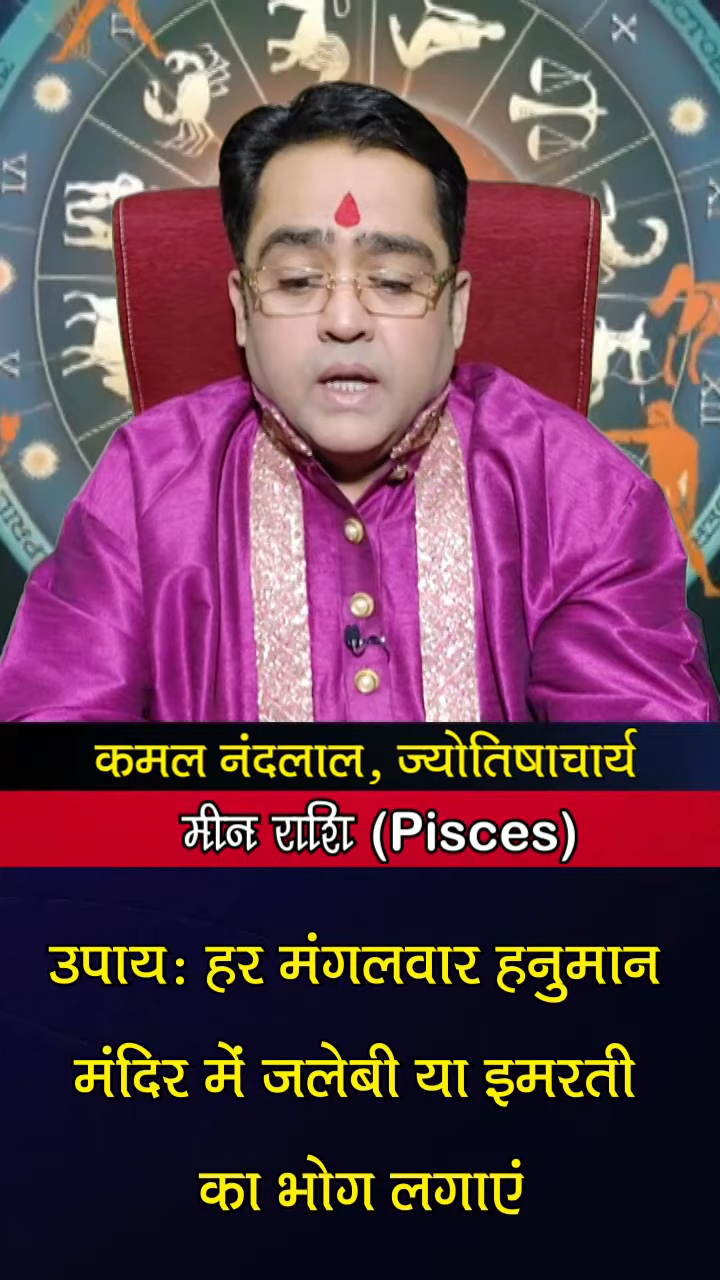 कमल नंदलाल, ज्योतिषाचार्य
मीन राशि (Pisces)
उपाय: हर मंगलवार हनुमान
मंदिर में जलेबी या इमरती
का भोग लगाएं